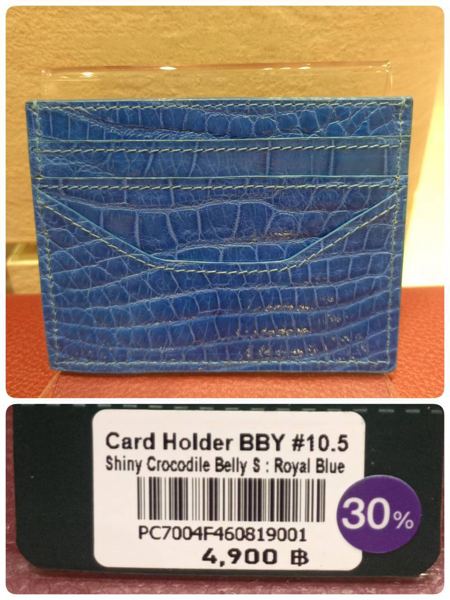 Card Holder BBY #10.5
Shiny Crocodile Belly S : Royal Blue
PC7004F460819001
4,900 ฿
30%